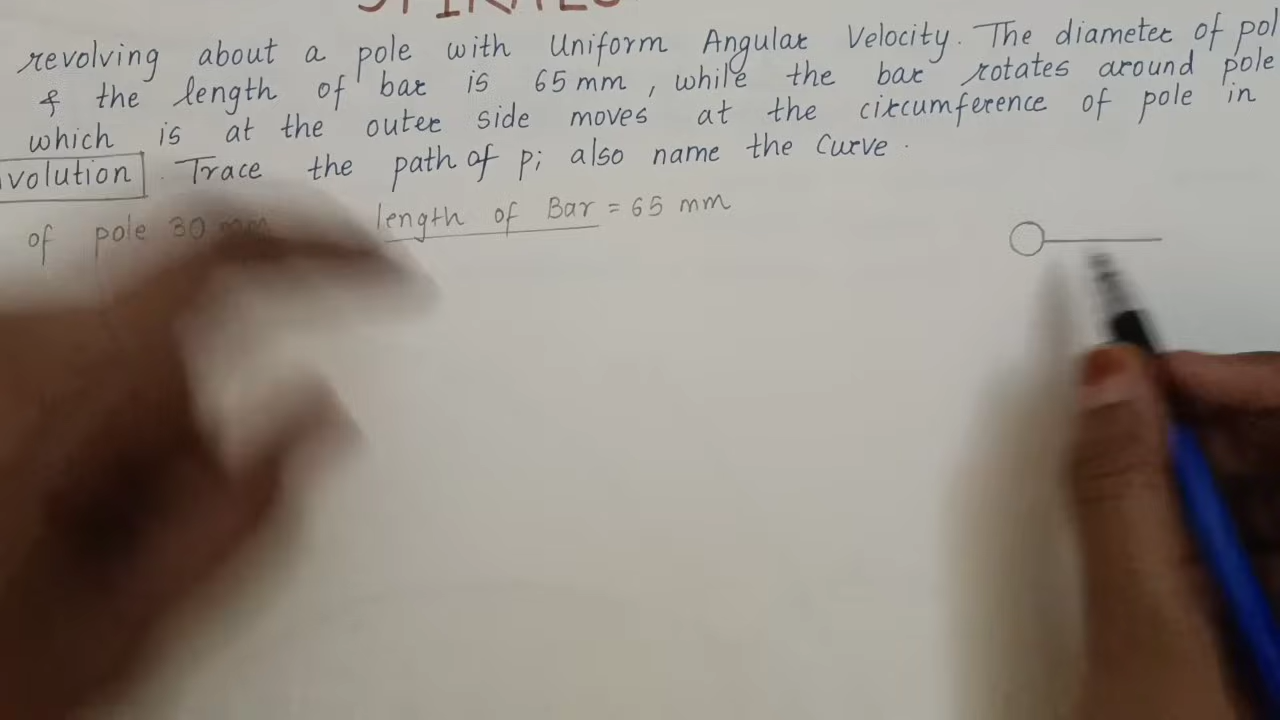 SPIRALS
revolving about a pole with Uniform Angular Velocity. The diameter of pol
& the length of bar is 65 mm, while the bar rotates around pole
which is at the outer side moves at the circumference of pole in
volution. Trace the path of p; also name the Curve.
of pole 30 mm length of Bar = 65 mm